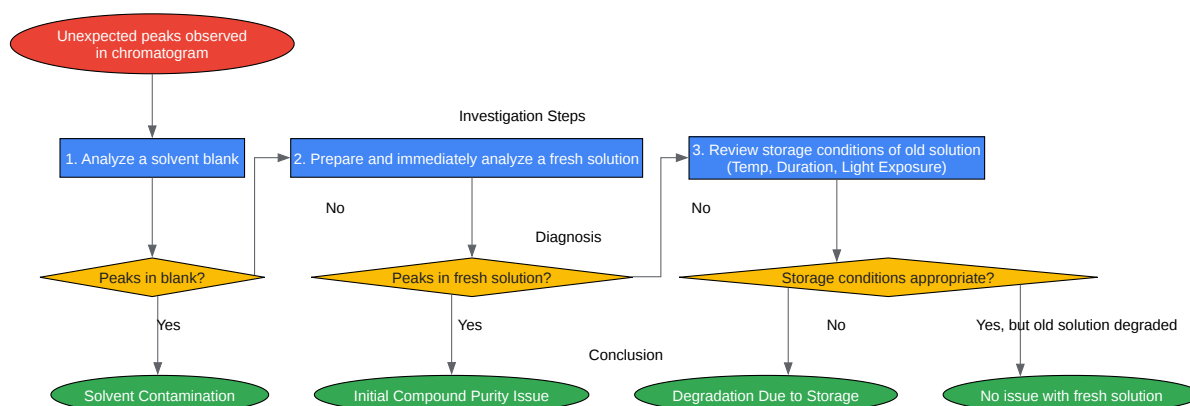 Unexpected peaks observed
in chromatogram
Investigation Steps
1. Analyze a solvent blank
2. Prepare and immediately analyze a fresh solution
3. Review storage conditions of old solution
(Temp, Duration, Light Exposure)
No
No
Diagnosis
Peaks in blank?
Peaks in fresh solution?
Storage conditions appropriate?
Yes
Yes
No
Yes, but old solution degraded
Conclusion
Solvent Contamination
Initial Compound Purity Issue
Degradation Due to Storage
No issue with fresh solution